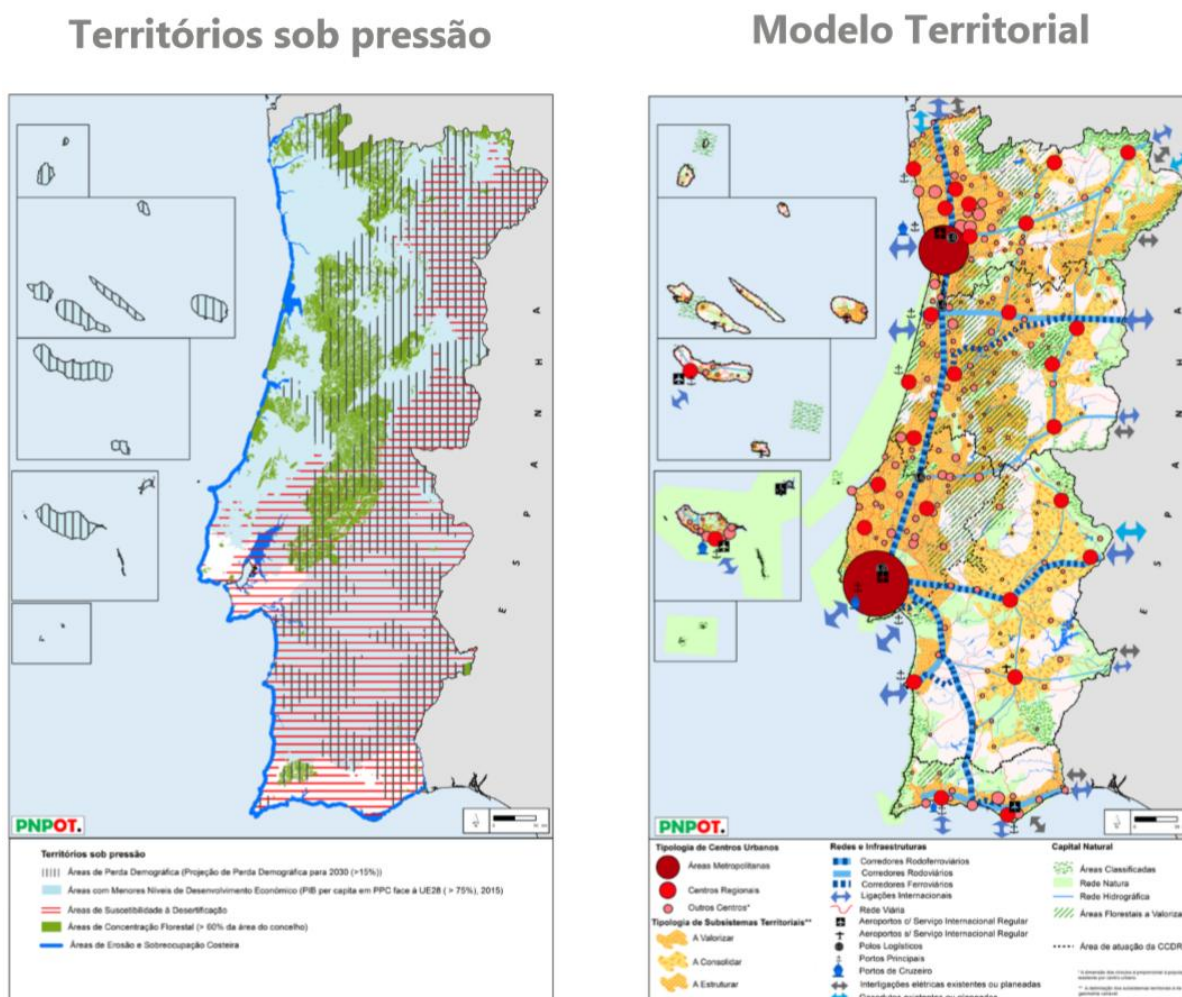 Territórios sob pressão
Modelo Territorial
E S P A N H A
PNPOT.
Territórios sob pressão
Áreas de Perda Demográfica (Projeção de Perda Demográfica para 2030 (>15%))
Áreas com Menores Níveis de Desenvolvimento Económico (PIB per capita em PPC face à UE28 ( > 75%), 2015)
Áreas de Suscetibilidade à Desertificação
Áreas de Concentração Florestal (> 60% da área do concelho)
Áreas de Erosão e Sobreocupação Costeira
E S P A N H A
PNPOT.
Tipologia de Centros Urbanos
Áreas Metropolitanas
Centros Regionais
Outros Centros*
Tipologia de Subsistemas Territoriais**
A Valorizar
A Consolidar
A Estruturar
Redes e Infraestruturas
Corredores Rodoferroviários
Corredores Rodoviários
Corredores Ferroviários
Ligações Internacionais
Rede Viária
Aeroportos c/ Serviço Internacional Regular
Aeroportos s/ Serviço Internacional Regular
Polos Logísticos
Portos Principais
Portos de Cruzeiro
Interligações elétricas existentes ou planeadas
Capital Natural
Áreas Classificadas
Rede Natura
Rede Hidrográfica
Áreas Florestais a Valoriza
Área de atuação da CCDR